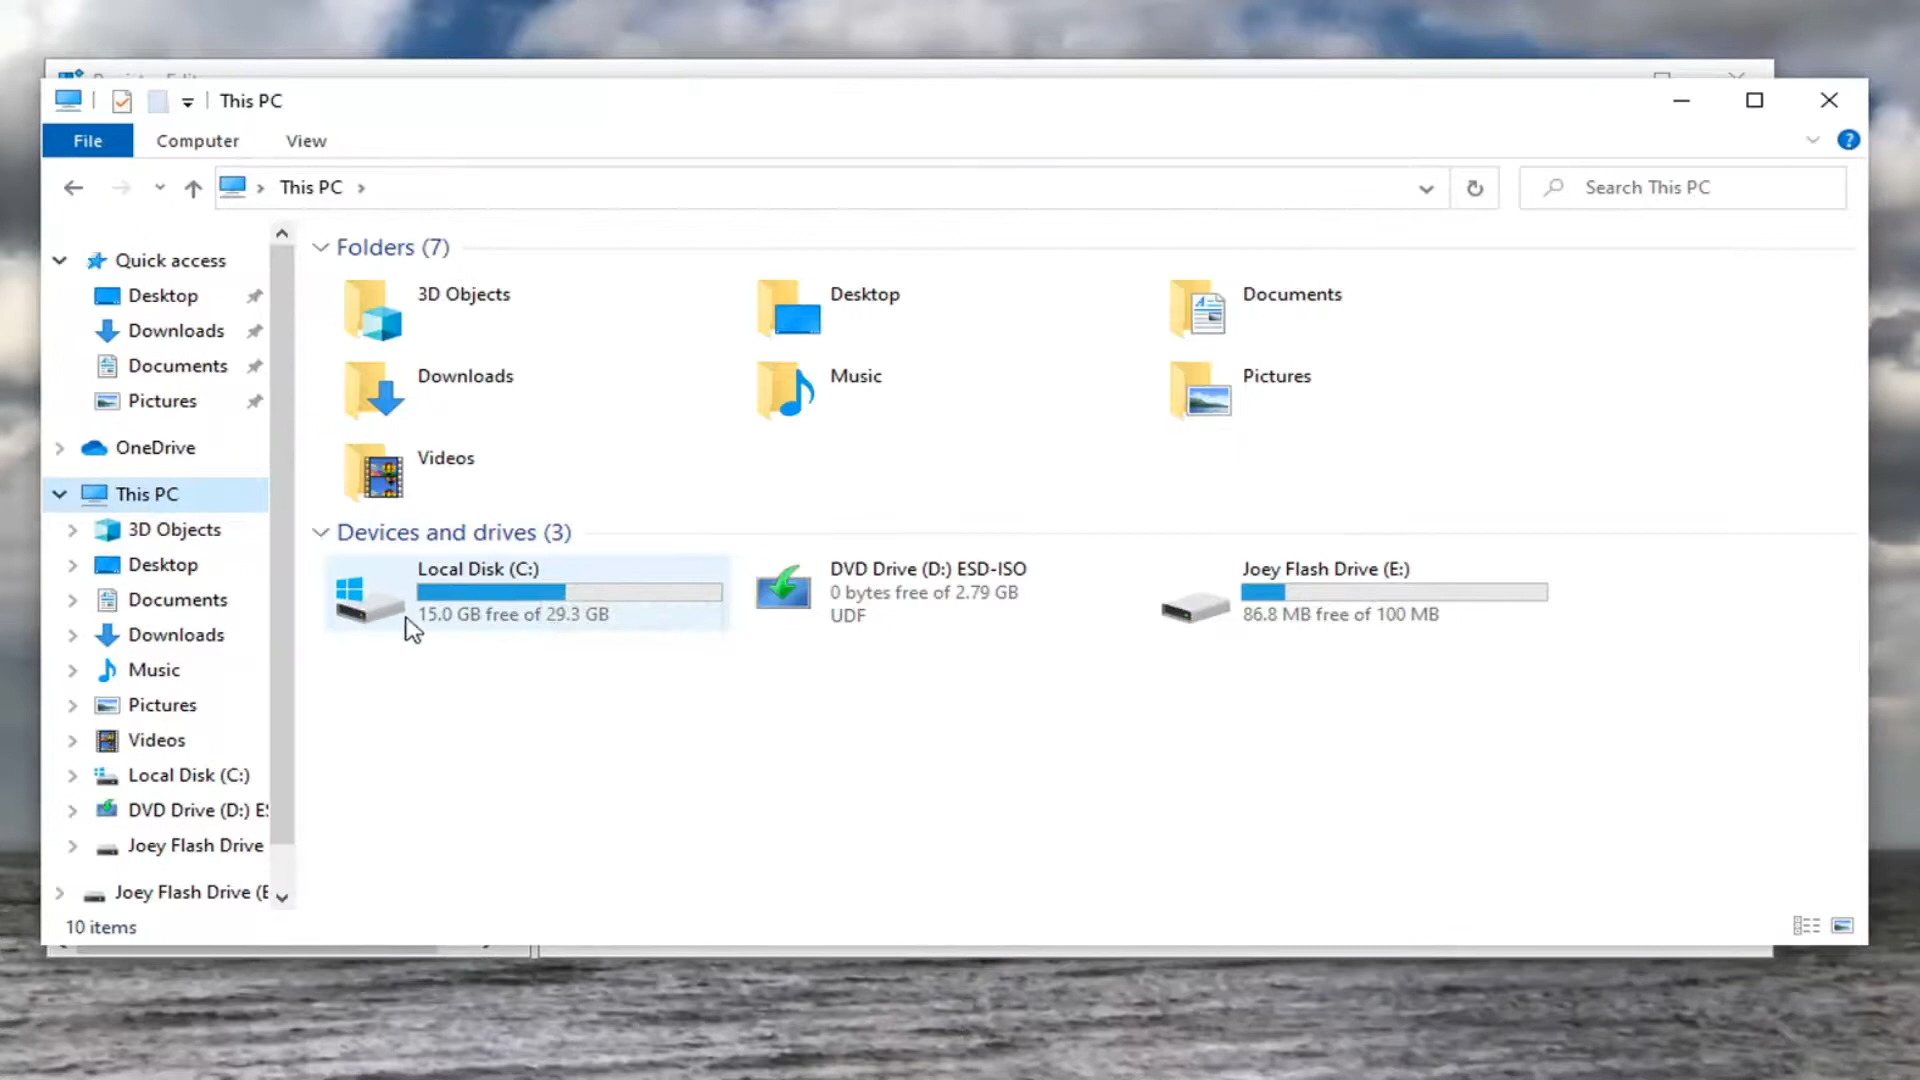 This PC
File Computer View ?
This PC
Search This PC
Quick access
Desktop
Downloads
Documents
Pictures
OneDrive
This PC
3D Objects
Desktop
Documents
Downloads
Music
Pictures
Videos
Local Disk (C:)
DVD Drive (D:) E
Joey Flash Drive
Joey Flash Drive (E
Folders (7)
3D Objects
Desktop
Documents
Downloads
Music
Pictures
Videos
Devices and drives (3)
Local Disk (C:)
15.0 GB free of 29.3 GB
DVD Drive (D:) ESD-ISO
0 bytes free of 2.79 GB
UDF
Joey Flash Drive (E:)
86.8 MB free of 100 MB
10 items